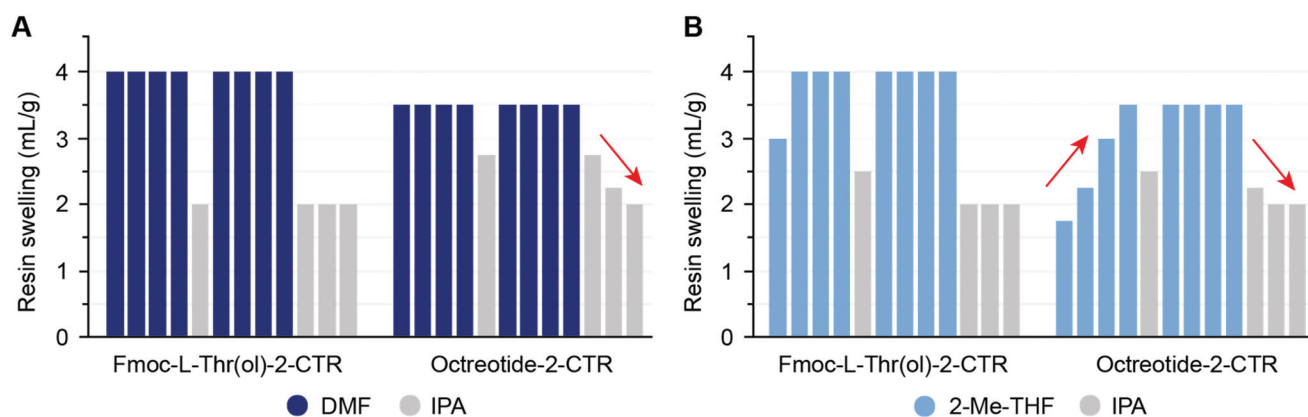 A
Resin swelling (mL/g)
4
3
2
1
0
Fmoc-L-Thr(ol)-2-CTR
Octreotide-2-CTR
DMF
IPA
B
Resin swelling (mL/g)
4
3
2
1
0
Fmoc-L-Thr(ol)-2-CTR
Octreotide-2-CTR
2-Me-THF
IPA